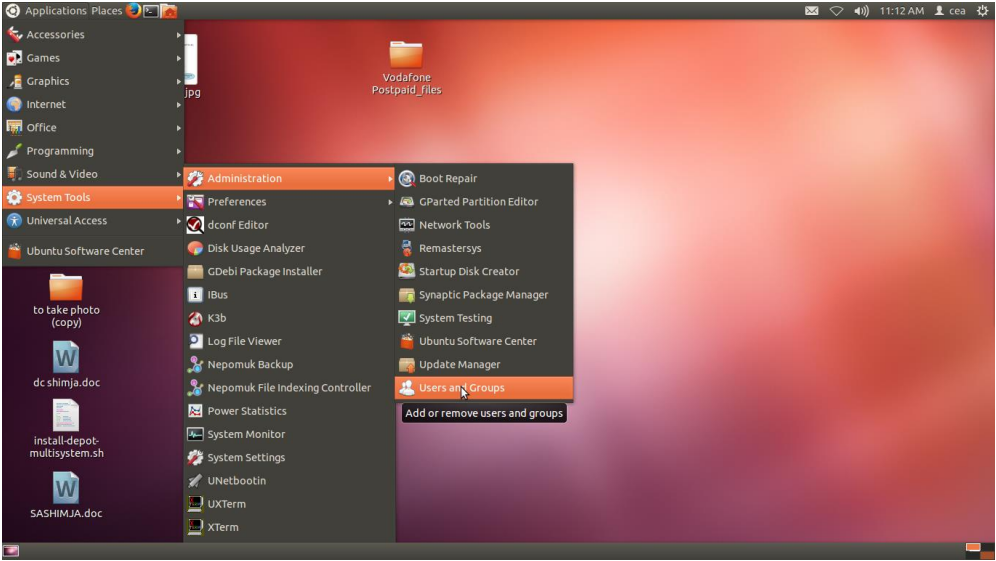 Applications Places
11:12 AM cea
Accessories
Games
Graphics
Internet
Office
Programming
Sound & Video
System Tools
Universal Access
Ubuntu Software Center
jpg
Vodafone
Postpaid_files
Administration
Preferences
dconf Editor
Disk Usage Analyzer
GDebi Package Installer
IBus
K3b
Log File Viewer
Nepomuk Backup
Nepomuk File Indexing Controller
Power Statistics
System Monitor
System Settings
UNetbootin
UXTerm
XTerm
Boot Repair
GParted Partition Editor
Network Tools
Remastersys
Startup Disk Creator
Synaptic Package Manager
System Testing
Ubuntu Software Center
Update Manager
Users and Groups
Add or remove users and groups
to take photo
(copy)
W
dc shimja.doc
install-depot-
multisystem.sh
W
SASHIMJA.doc